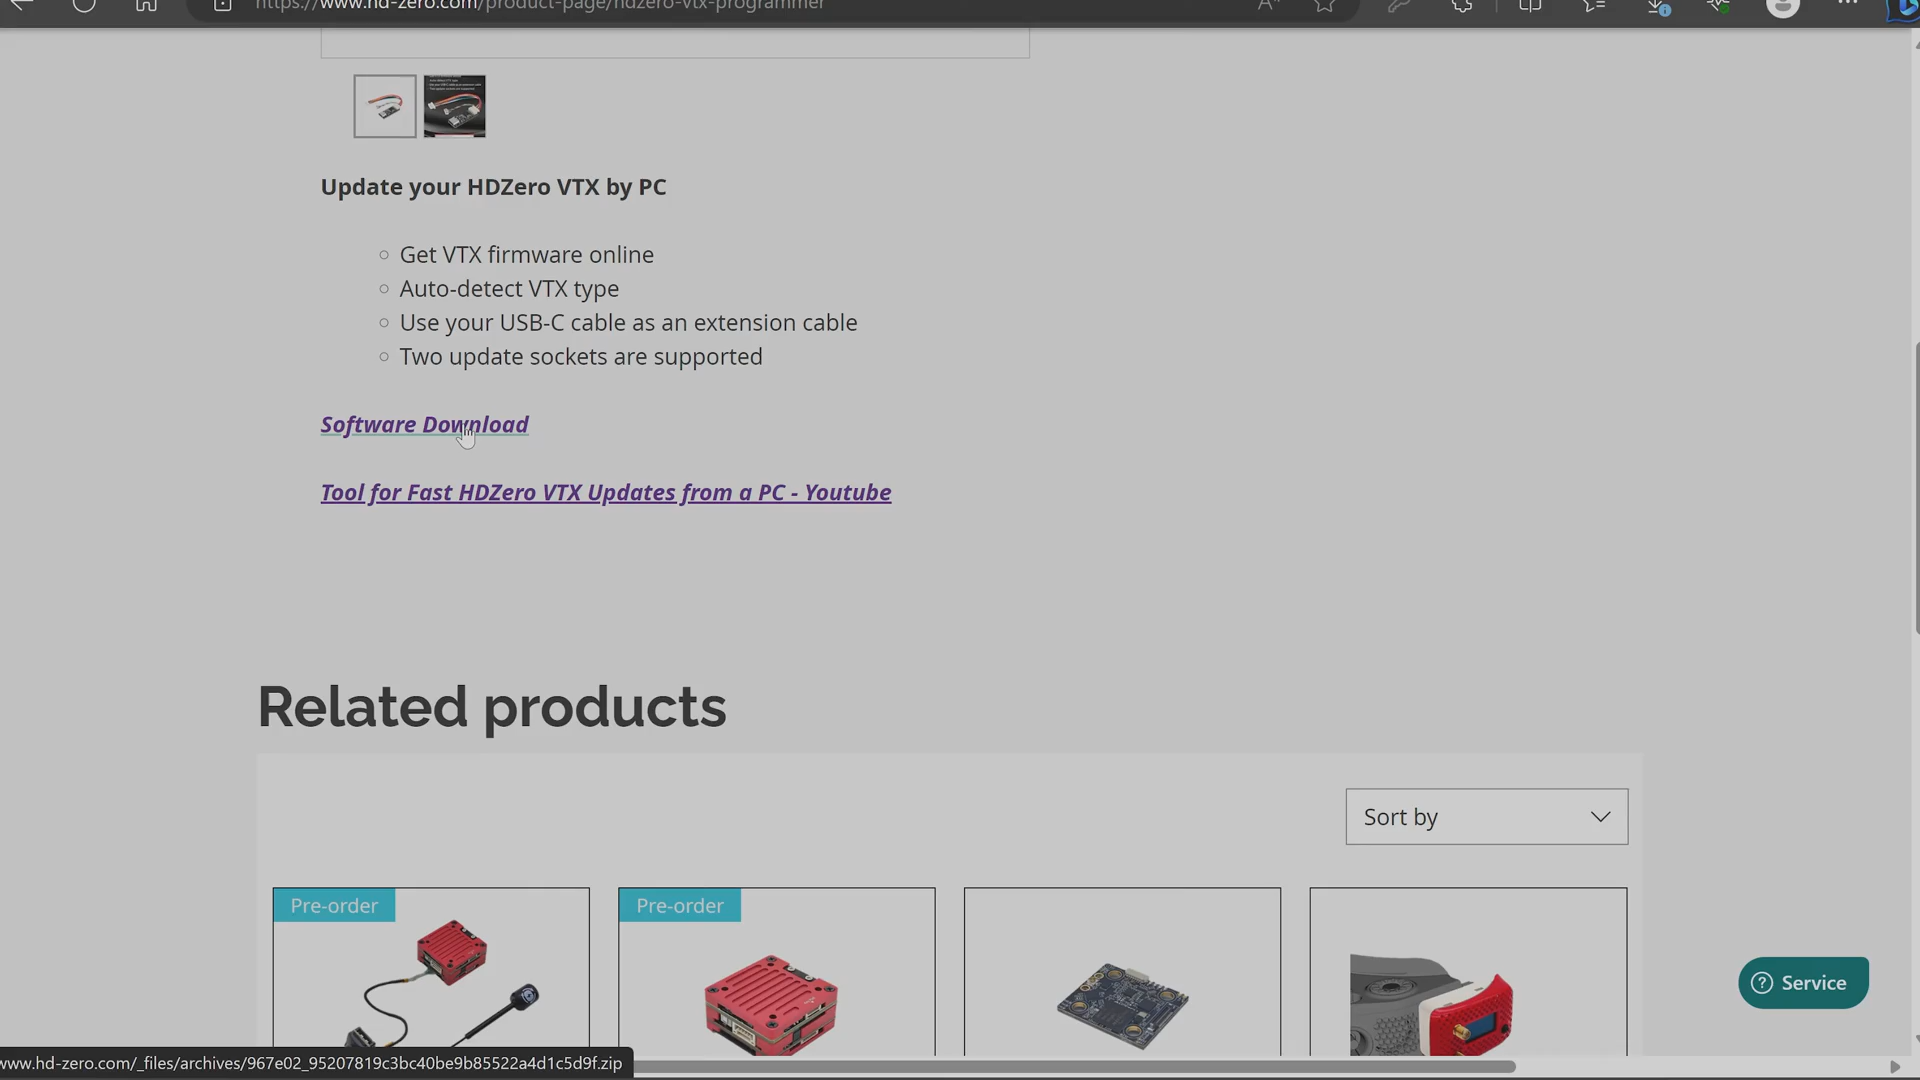 https://www.hd-zero.com/product-page/hdzero-vtx-programmer
Update your HDZero VTX by PC
Get VTX firmware online
Auto-detect VTX type
Use your USB-C cable as an extension cable
Two update sockets are supported
Software Download
Tool for Fast HDZero VTX Updates from a PC - Youtube
Related products
Sort by
Pre-order
Pre-order
Service
www.hd-zero.com/_files/archives/967e02_95207819c3bc40be9b85522a4d1c5d9f.zip